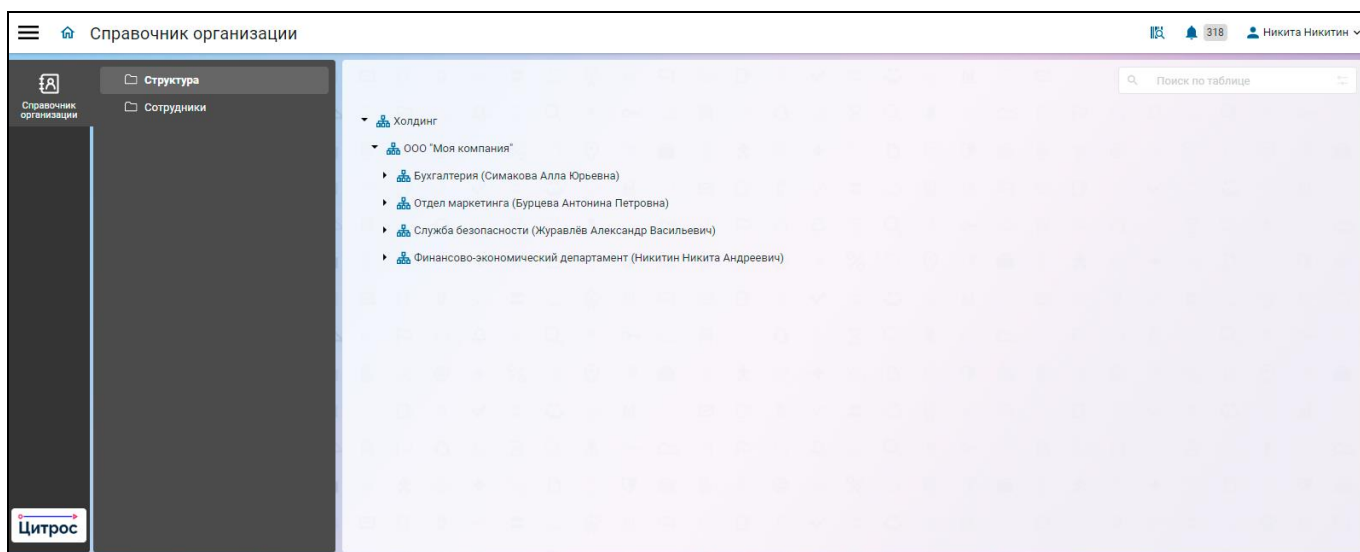 Справочник организации
318
Никита Никитин
Справочник
организации
Структура
Сотрудники
Поиск по таблице
Холдинг
ООО "Моя компания"
Бухгалтерия (Симакова Алла Юрьевна)
Отдел маркетинга (Бурцева Антонина Петровна)
Служба безопасности (Журавлёв Александр Васильевич)
Финансово-экономический департамент (Никитин Никита Андреевич)
Цитрос